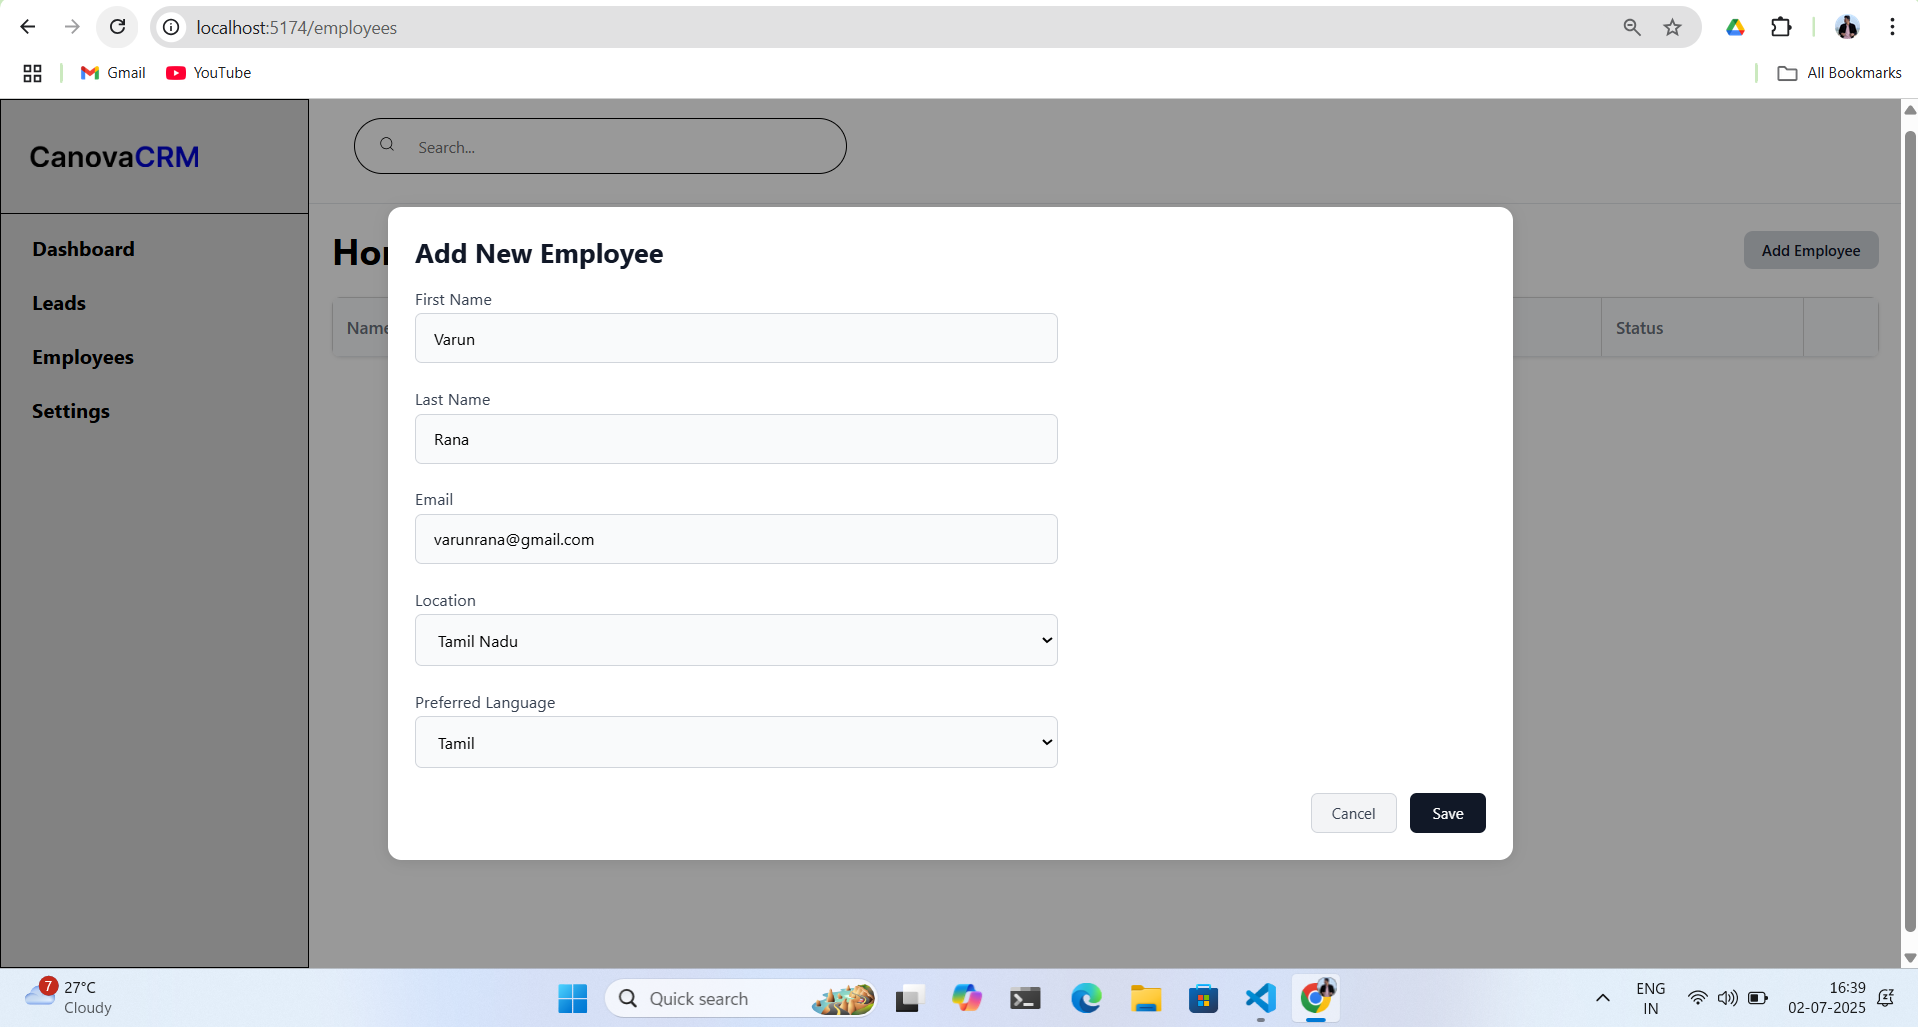 localhost:5174/employees
Gmail
YouTube
All Bookmarks
CanovaCRM
Search...
Dashboard
Leads
Employees
Settings
Add Employee
Name
Status
Add New Employee
First Name
Varun
Last Name
Rana
Email
varunrana@gmail.com
Location
Tamil Nadu
Preferred Language
Tamil
Cancel
Save
7
27°C
Cloudy
Quick search
ENG
IN
16:39
02-07-2025